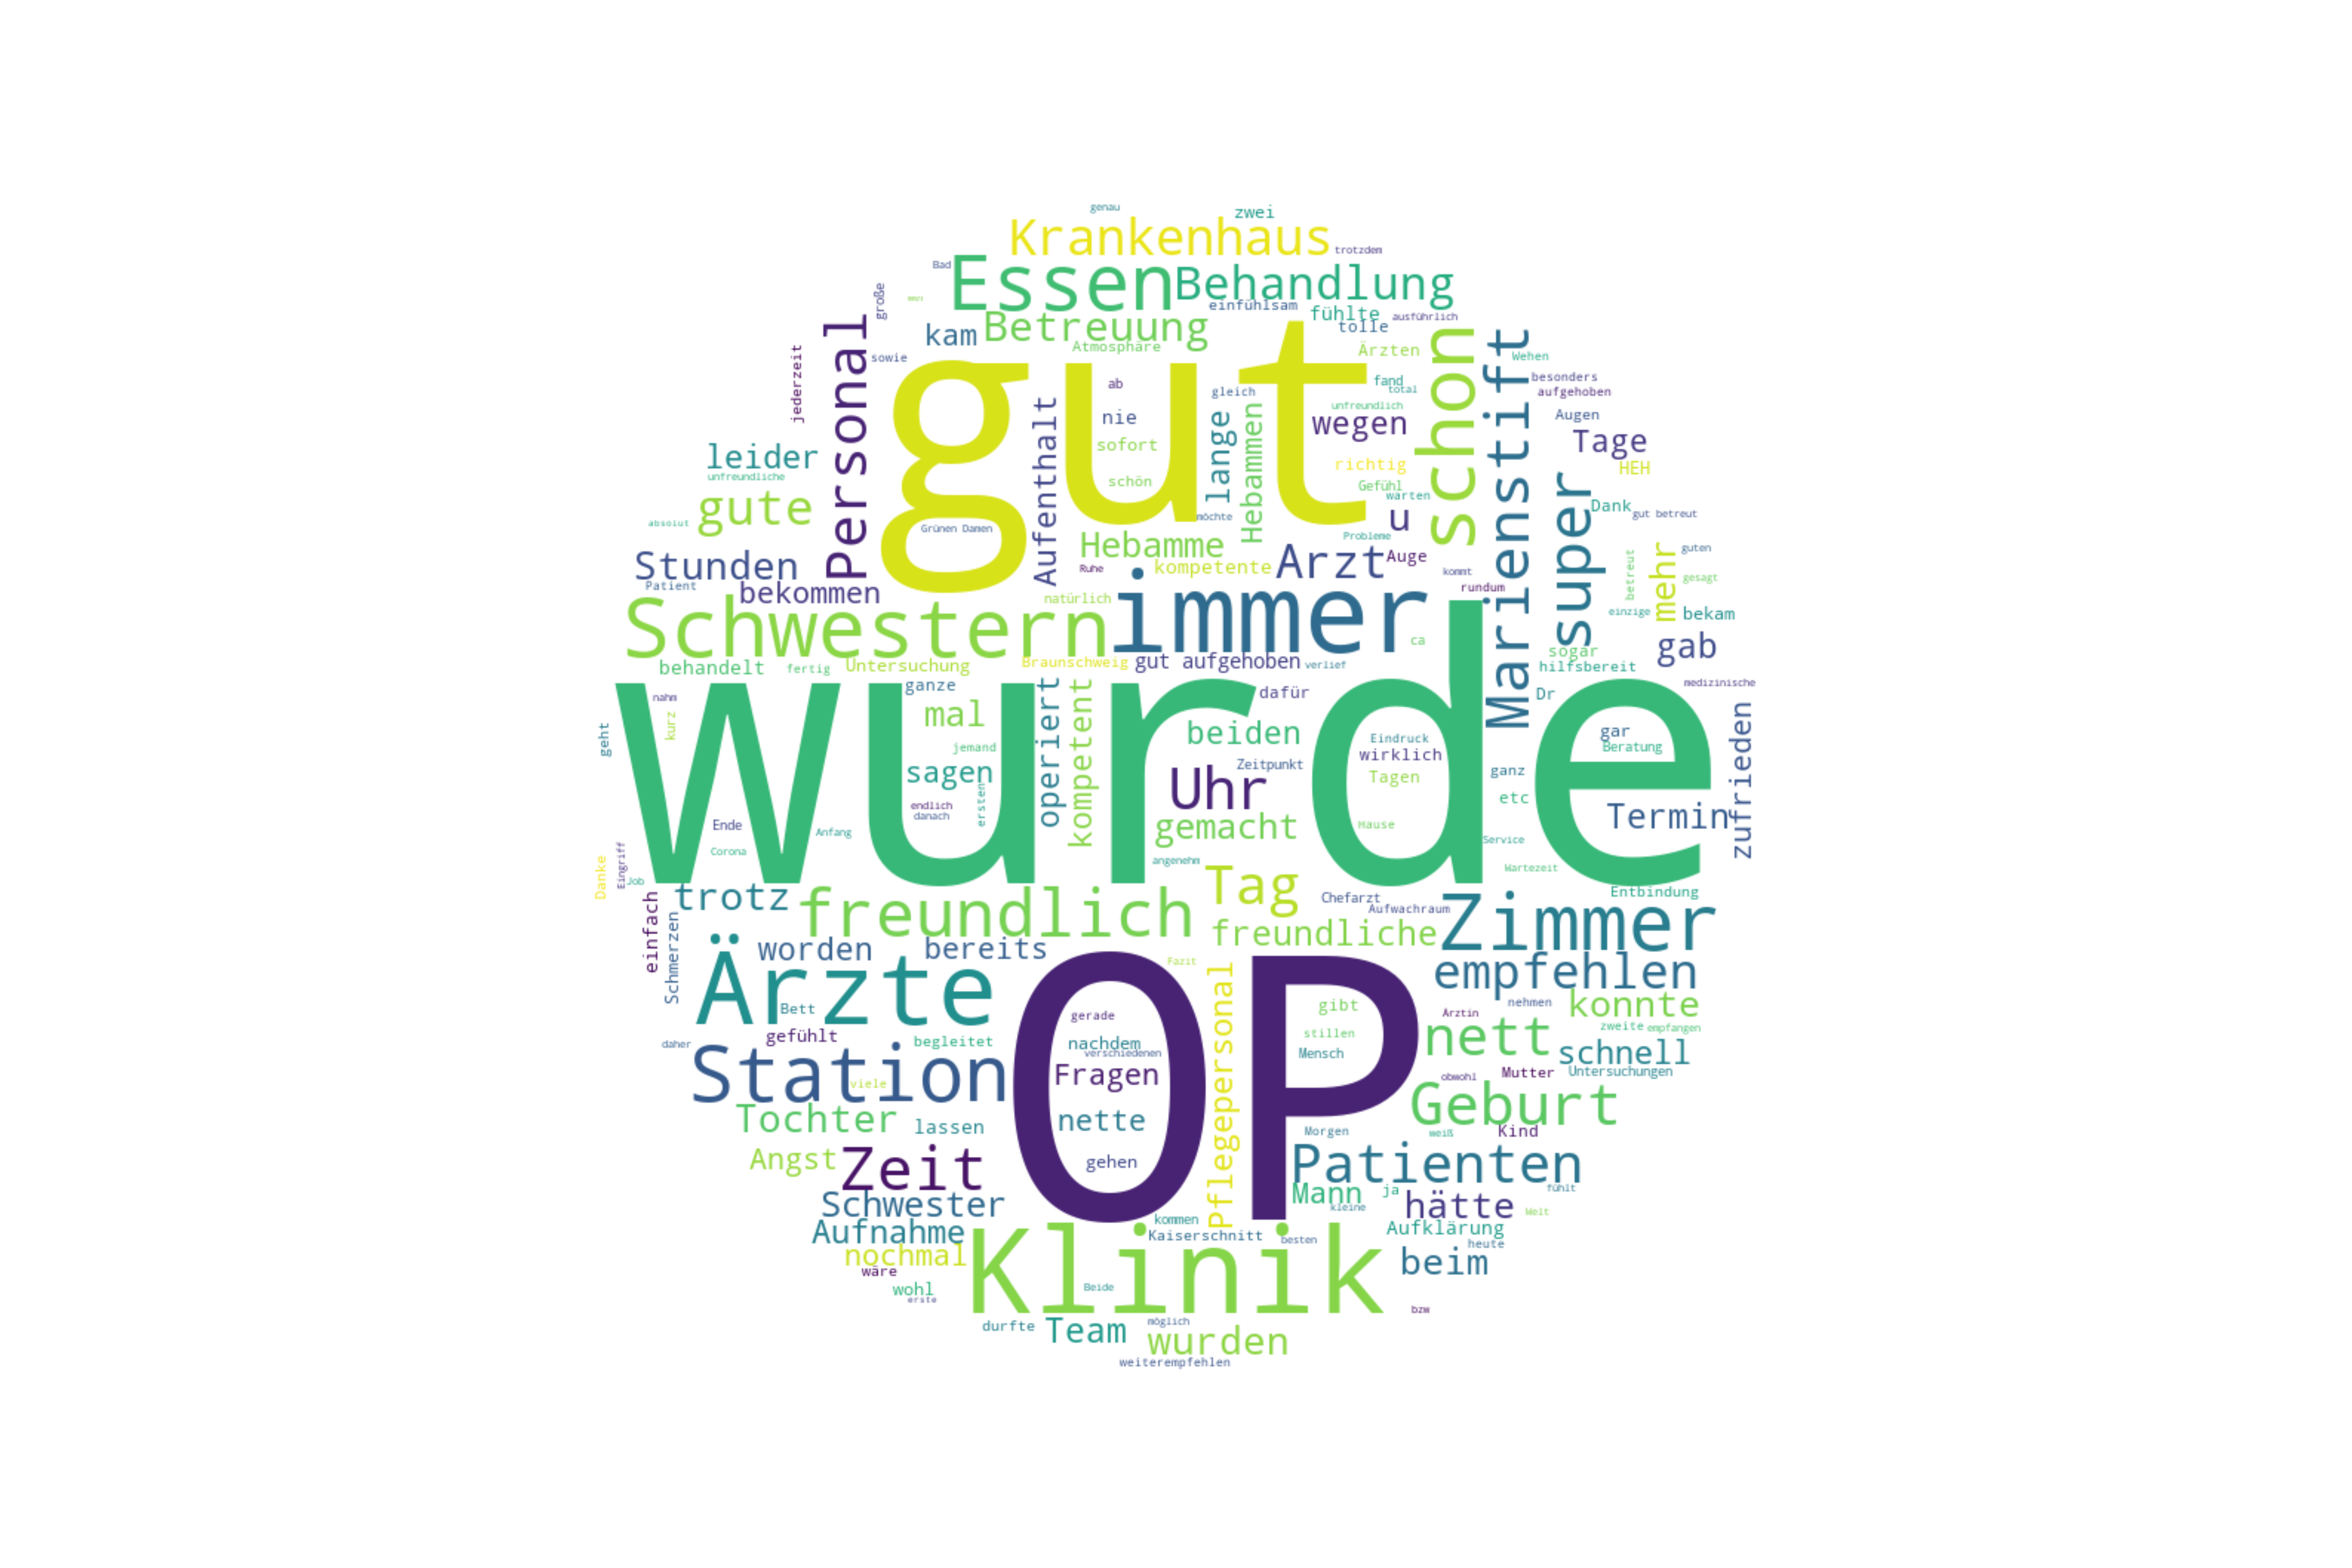 genau
zwei
Krankenhaus
trotzdem
Bad
Essen
Behandlung
große
einfühlsam
kam
Betreuung
fühlte
ausführlich
tolle
jederzeit
sowie
Personal
Atmosphäre
Ärzten
schon
Marienstift
Wehen
gut
ab
gleich
fand
total
besonders
aufgehoben
unfreundlich
nie
wegen
Augen
leider
unfreundliche
Aufenthalt
sofort
lange
Hebammen
richtig
Tage
HEH
schön
Gefühl
warten
super
gute
absolut
Grünen Damen
möchte
u
Dank
gut betreut
Probleme
Hebamme
Stunden
Patient
bekommen
Ruhe
kompetente
Arzt
Auge
kommt
rundum
betreut
mehr
guten
gesagt
Schwestern
natürlich
immer
ca
einzige
bekam
sogar
gab
behandelt
fertig
Untersuchung
Braunschweig
gut aufgehoben
verlief
hilfsbereit
wurde
nahm
ganze
dafür
Dr
medizinische
geht
kurz
mal
operiert
kompetent
beiden
Eindruck
wirklich
gar
Beratung
zufrieden
jemand
sagen
Zeitpunkt
Uhr
Tagen
ganz
ersten
endlich
danach
etc
Termin
Ende
Anfang
gemacht
Hause
Service
Corona
angenehm
Wartezeit
Danke
Eingriff
Job
trotz
einfach
freundlich
Tag
Chefarzt
Aufwachraum
Entbindung
Zimmer
Schmerzen
worden
bereits
freundliche
Ärzte
Fazit
empfehlen
Bett
OP
Pflegepersonal
gibt
nehmen
konnte
gerade
Ärztin
zweite
empfangen
gefühlt
begleitet
nachdem
verschiedenen
stillen
Mensch
nett
schnell
daher
Station
Fragen
viele
obwohl
Mutter
Untersuchungen
Tochter
lassen
nette
Geburt
Morgen
weiß
Kind
Angst
Zeit
gehen
Patienten
Mann
ja
fühlt
Schwester
kleine
hätte
Welt
Aufnahme
kommen
Kaiserschnitt
besten
Aufklärung
heute
nochmal
wäre
Klinik
beim
wohl
erste
Beide
bzw
durfte
Team
möglich
wurden
weiterempfehlen